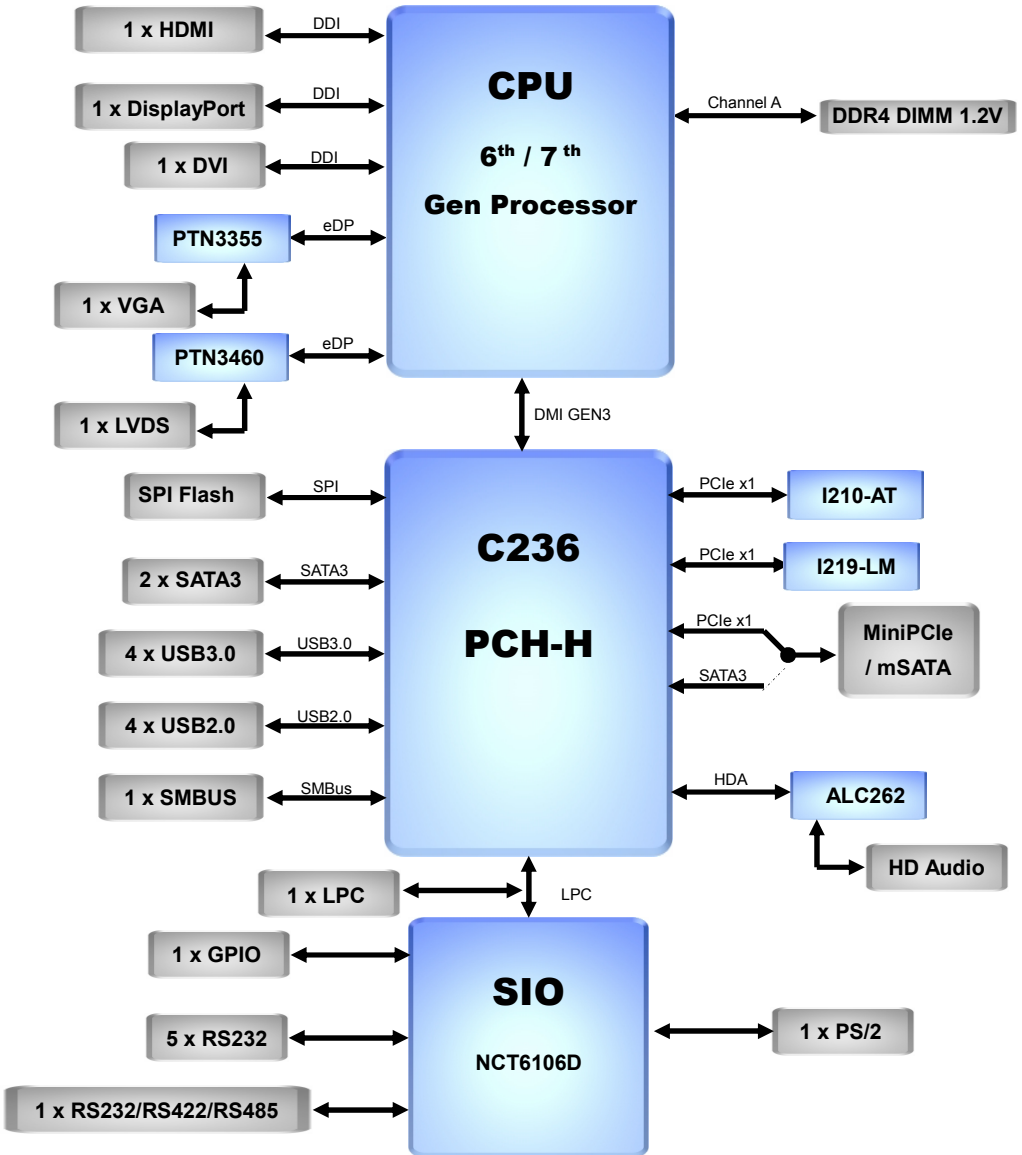 1 x HDMI
DDI
CPU
6th / 7 th
Gen Processor
1 x DisplayPort
DDI
Channel A
DDR4 DIMM 1.2V
1 x DVI
DDI
PTN3355
eDP
1 x VGA
PTN3460
eDP
1 x LVDS
DMI GEN3
SPI Flash
SPI
C236
PCH-H
PCIe x1
I210-AT
2 x SATA3
SATA3
PCIe x1
I219-LM
4 x USB3.0
USB3.0
PCIe x1
SATA3
MiniPCIe
/ mSATA
4 x USB2.0
USB2.0
1 x SMBUS
SMBus
HDA
ALC262
HD Audio
1 x LPC
LPC
1 x GPIO
SIO
NCT6106D
5 x RS232
1 x PS/2
1 x RS232/RS422/RS485